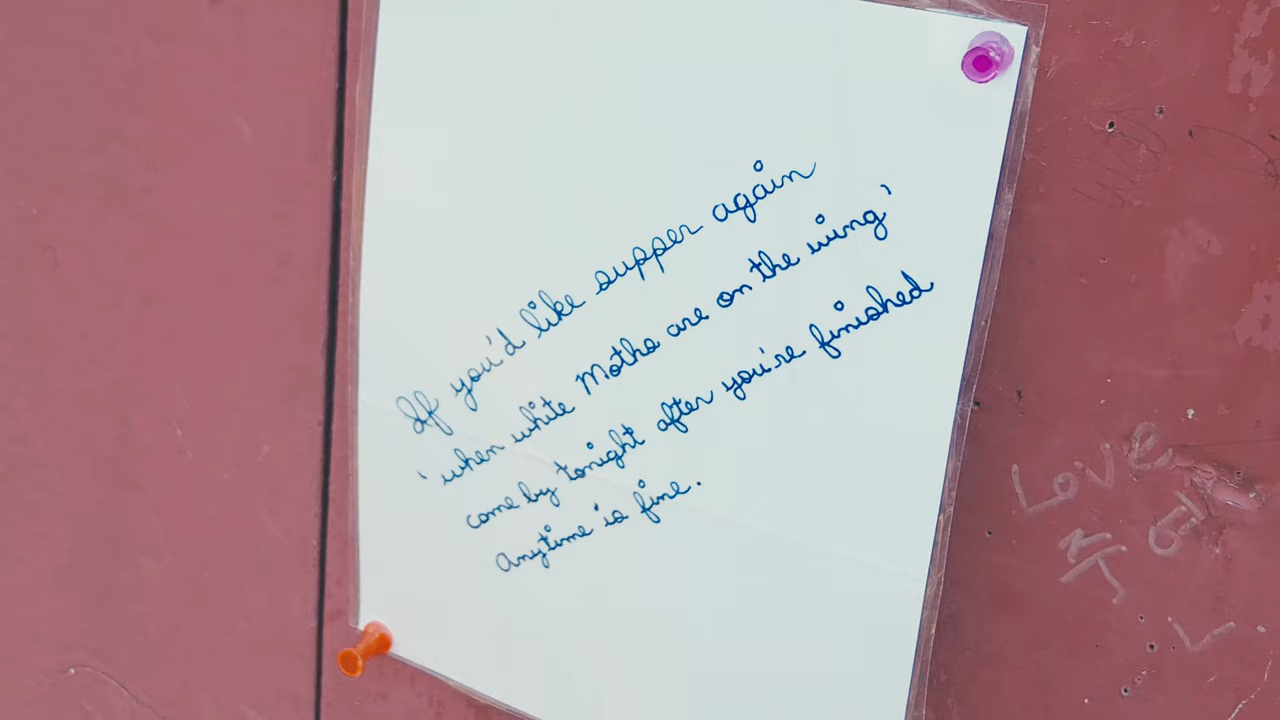 If you'd like supper again
'when white Moths are on the wing'
come by tonight after you're finished
Anytime is fine.
LOVE